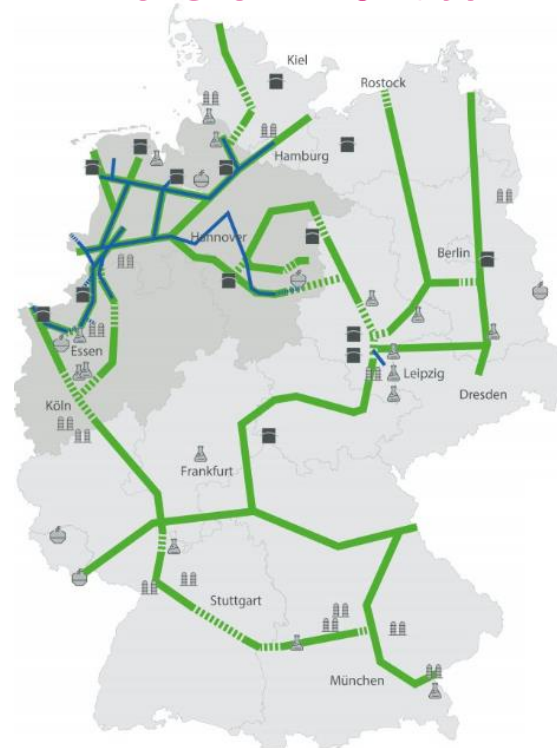 Kiel
Rostock
Hamburg
Hannover
Berlin
Essen
Leipzig
Dresden
Köln
Frankfurt
Stuttgart
München